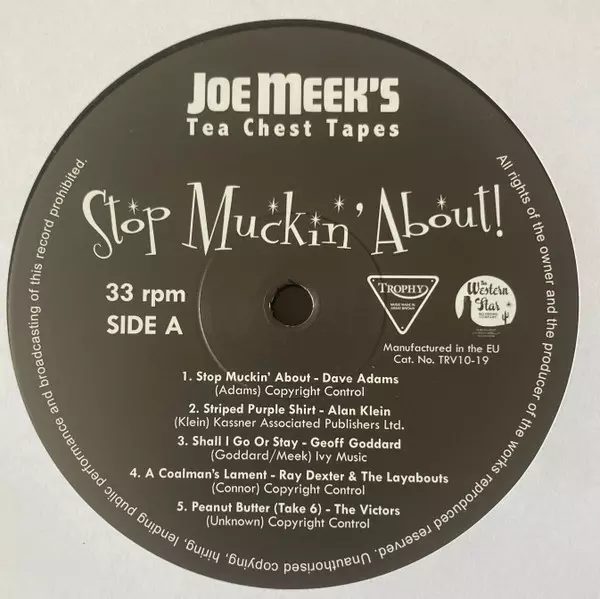 JOE MEEK'S
Tea Chest Tapes
Stop Muckin' About!
33 rpm
SIDE A
TROPHY
The
Western
Star
Manufactured in the EU
Cat. No. TRV10-19
1. Stop Muckin' About - Dave Adams
(Adams) Copyright Control
2. Striped Purple Shirt - Alan Klein
(Klein) Kassner Associated Publishers Ltd.
3. Shall I Go Or Stay - Geoff Goddard
(Goddard/Meek) Ivy Music
4. A Coalman's Lament - Ray Dexter & The Layabouts
(Connor) Copyright Control
5. Peanut Butter (Take 6) - The Victors
(Unknown) Copyright Control
All rights of the owner and the producer of the works reproduced reserved. Unauthorised copying, hiring, lending public performance and broadcasting of this record prohibited.